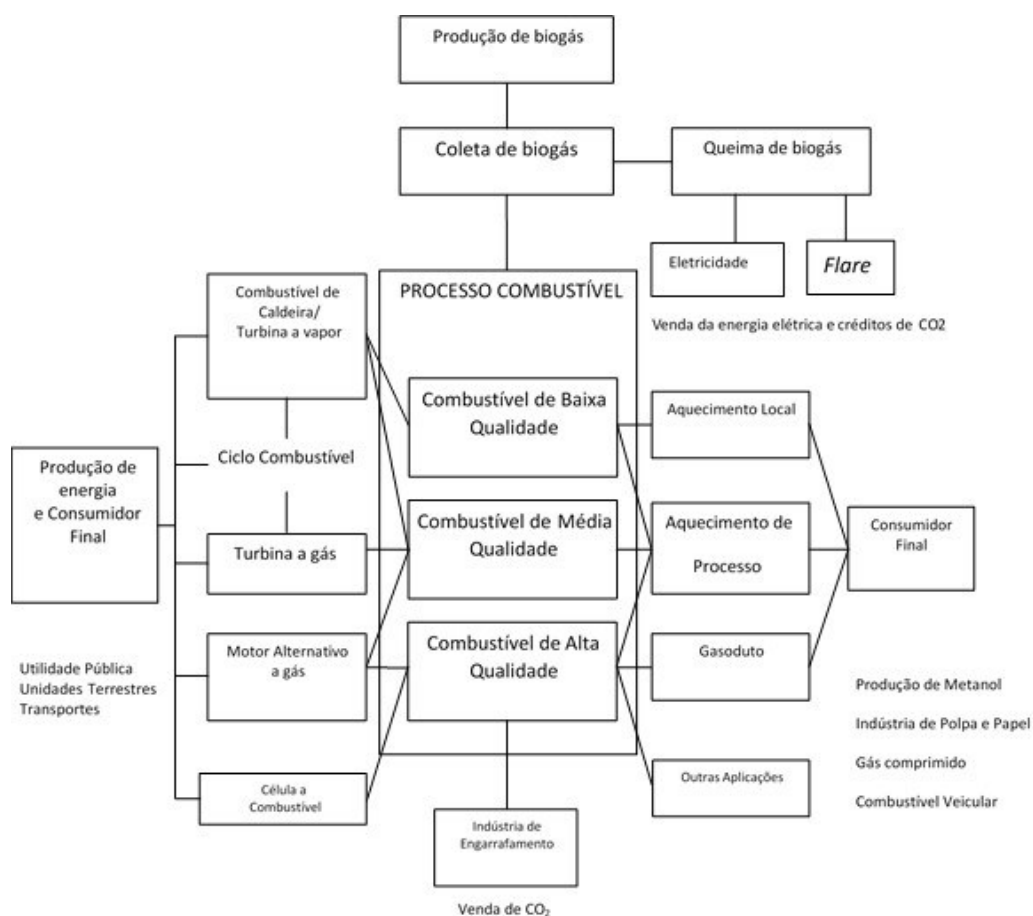 Produção de biogás
Coleta de biogás
Queima de biogás
Eletricidade
Flare
Venda da energia elétrica e créditos de CO2
PROCESSO COMBUSTÍVEL
Combustível de
Caldeira/
Turbina a vapor
Combustível de Baixa
Qualidade
Aquecimento Local
Ciclo Combustível
Produção de
energia
e Consumidor
Final
Turbina a gás
Combustível de Média
Qualidade
Aquecimento de
Processo
Consumidor
Final
Motor Alternativo
a gás
Combustível de Alta
Qualidade
Gasoduto
Utilidade Pública
Unidades Terrestres
Transportes
Produção de Metanol
Indústria de Polpa e Papel
Gás comprimido
Combustível Veicular
Célula a
Combustível
Outras Aplicações
Indústria de
Engarrafamento
Venda de CO₂